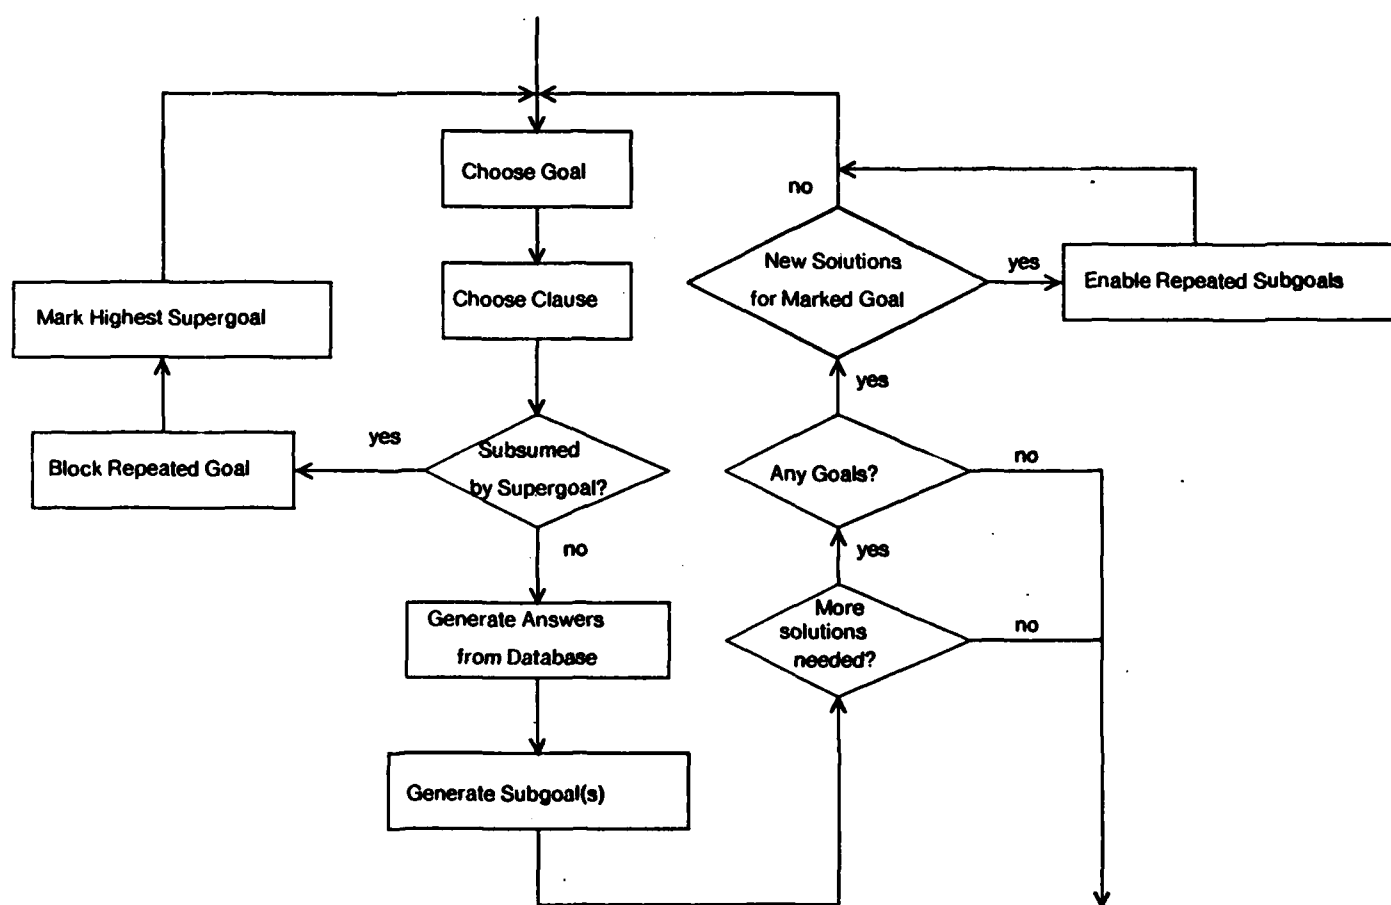 Choose Goal
Choose Clause
Mark Highest Supergoal
Block Repeated Goal
yes
Subsumed
by Supergoal?
no
Generate Answers
from Database
Generate Subgoal(s)
no
New Solutions
for Marked Goal
yes
Enable Repeated Subgoals
yes
Any Goals?
no
yes
More
solutions
needed?
no